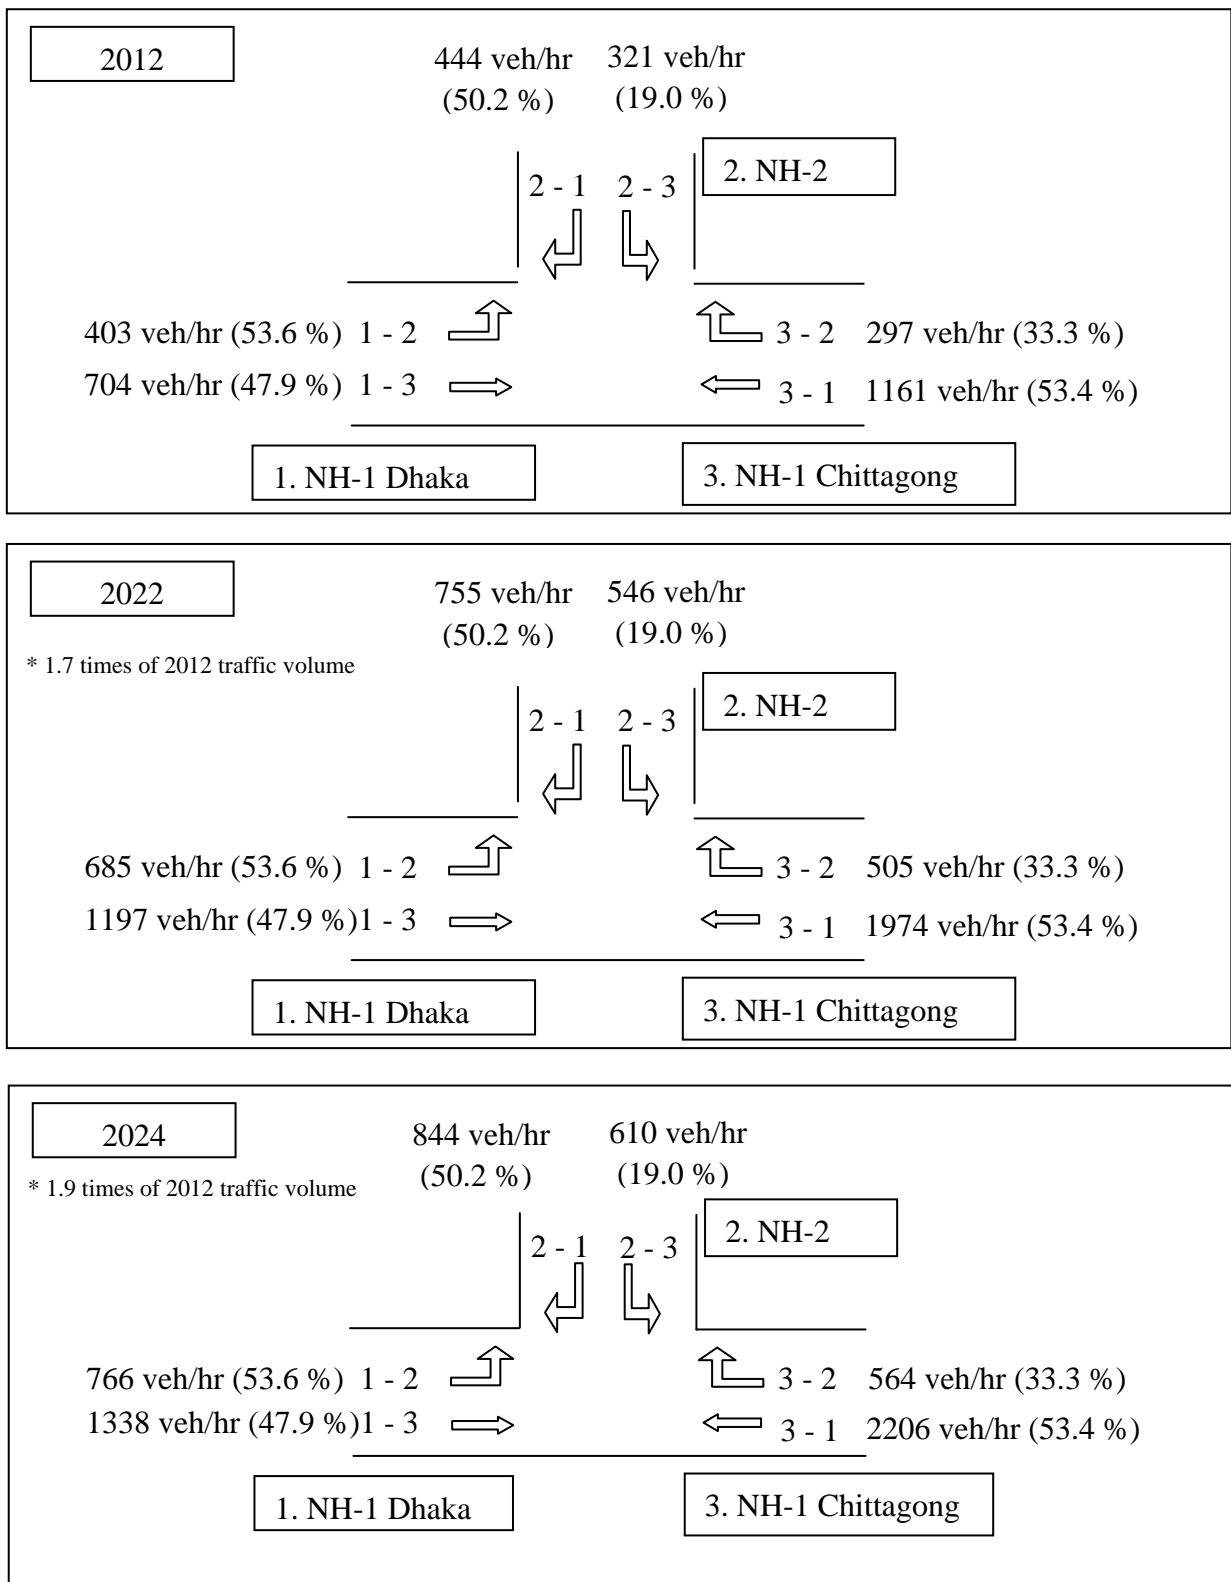 2012
444 veh/hr 321 veh/hr
(50.2 %) (19.0 %)
2 - 1 2 - 3 2. NH-2
403 veh/hr (53.6 %) 1 - 2 3 - 2 297 veh/hr (33.3 %)
704 veh/hr (47.9 %) 1 - 3 3 - 1 1161 veh/hr (53.4 %)
1. NH-1 Dhaka 3. NH-1 Chittagong
2022
755 veh/hr 546 veh/hr
(50.2 %) (19.0 %)
* 1.7 times of 2012 traffic volume
2 - 1 2 - 3 2. NH-2
685 veh/hr (53.6 %) 1 - 2 3 - 2 505 veh/hr (33.3 %)
1197 veh/hr (47.9 %)1 - 3 3 - 1 1974 veh/hr (53.4 %)
1. NH-1 Dhaka 3. NH-1 Chittagong
2024
844 veh/hr 610 veh/hr
(50.2 %) (19.0 %)
* 1.9 times of 2012 traffic volume
2 - 1 2 - 3 2. NH-2
766 veh/hr (53.6 %) 1 - 2 3 - 2 564 veh/hr (33.3 %)
1338 veh/hr (47.9 %)1 - 3 3 - 1 2206 veh/hr (53.4 %)
1. NH-1 Dhaka 3. NH-1 Chittagong